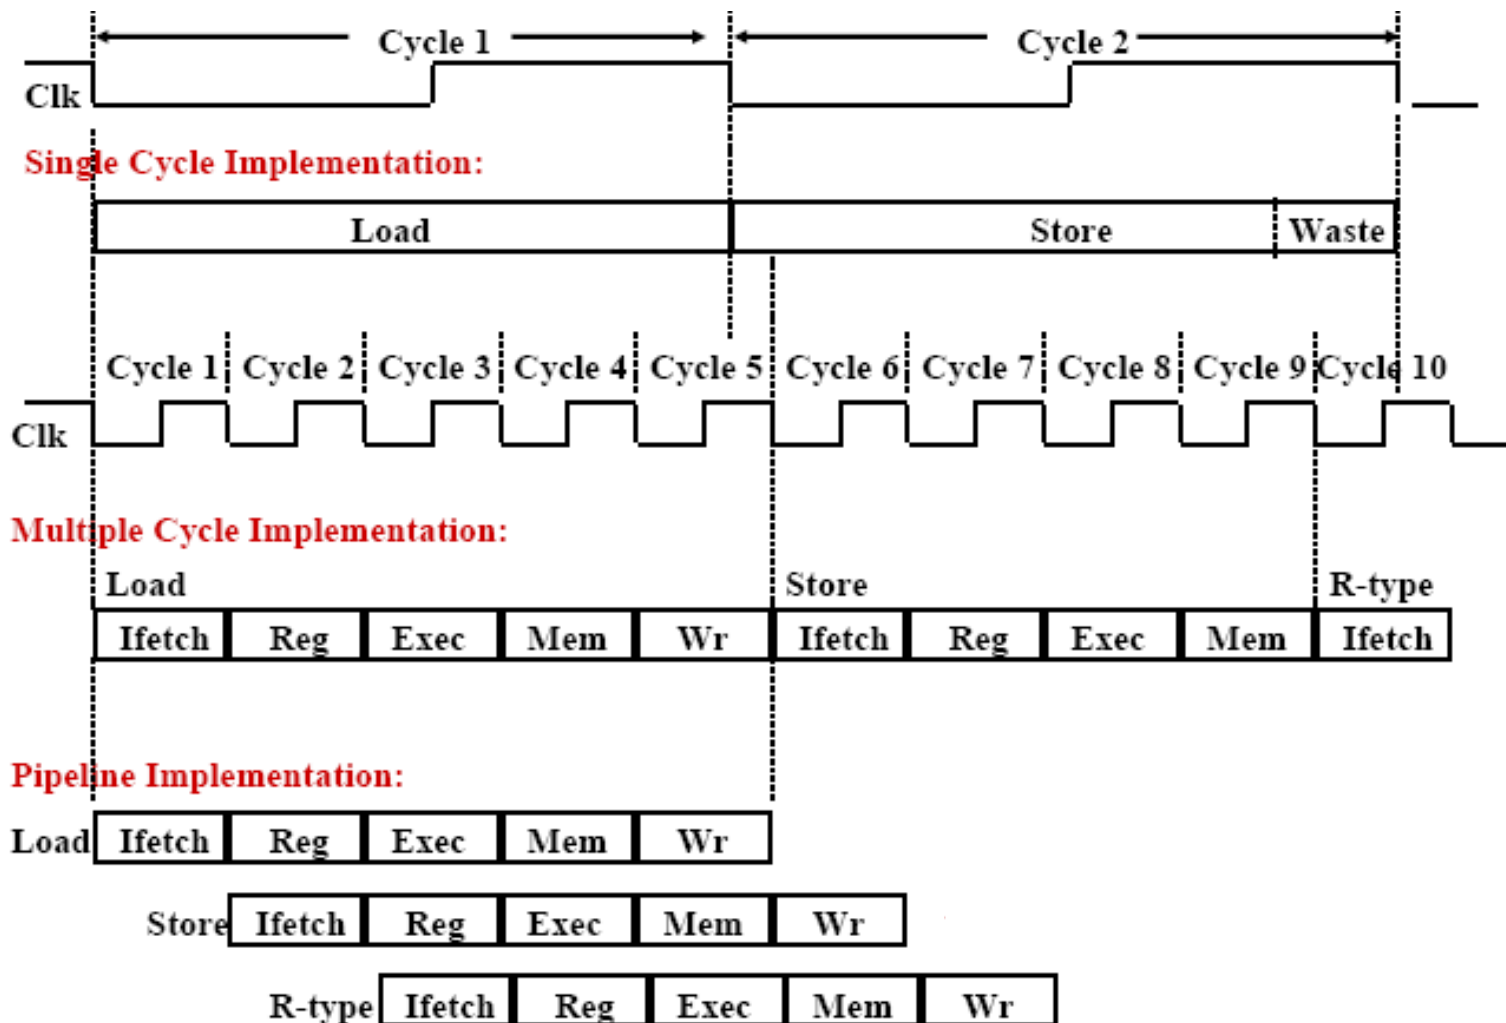 Cycle 1 Cycle 2
Clk
Single Cycle Implementation:
Load Store Waste
Cycle 1 Cycle 2 Cycle 3 Cycle 4 Cycle 5 Cycle 6 Cycle 7 Cycle 8 Cycle 9 Cycle 10
Clk
Multiple Cycle Implementation:
Load Store R-type
Ifetch Reg Exec Mem Wr Ifetch Reg Exec Mem Ifetch
Pipeline Implementation:
Load Ifetch Reg Exec Mem Wr
Store Ifetch Reg Exec Mem Wr
R-type Ifetch Reg Exec Mem Wr